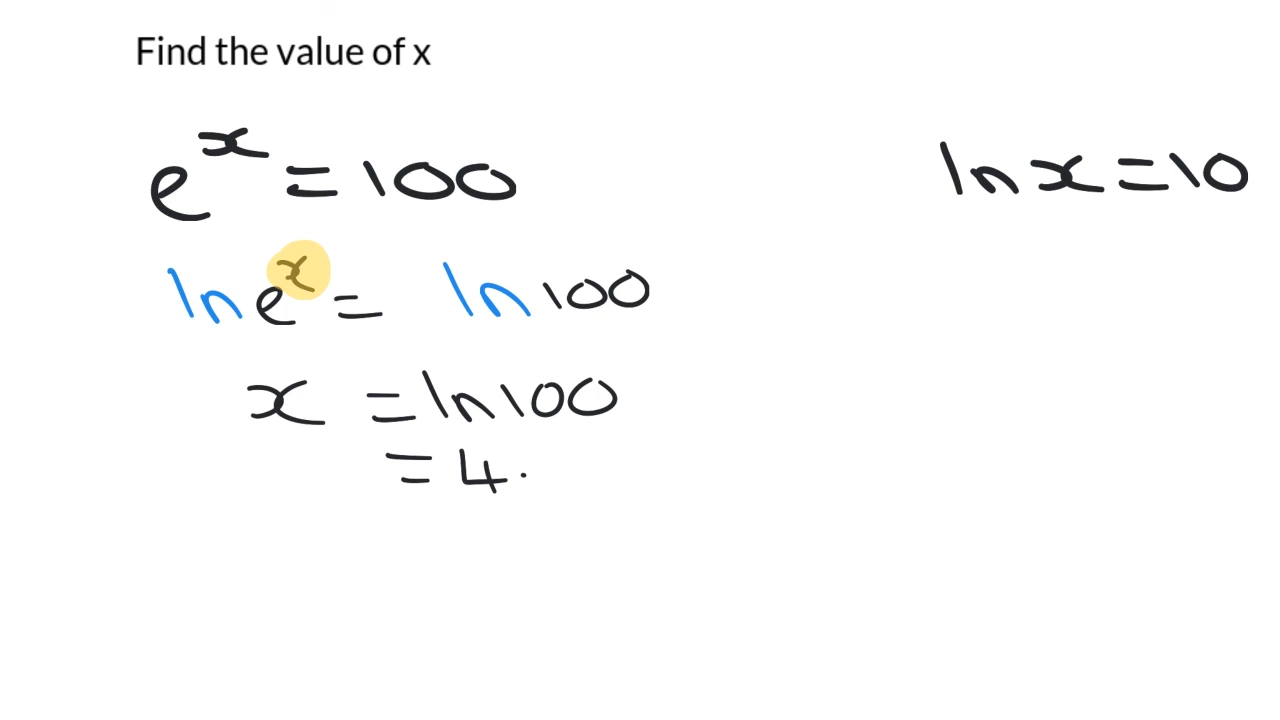 Find the value of x
e^x = 100
ln e^x = ln 100
x = ln 100
= 4.
ln x = 10